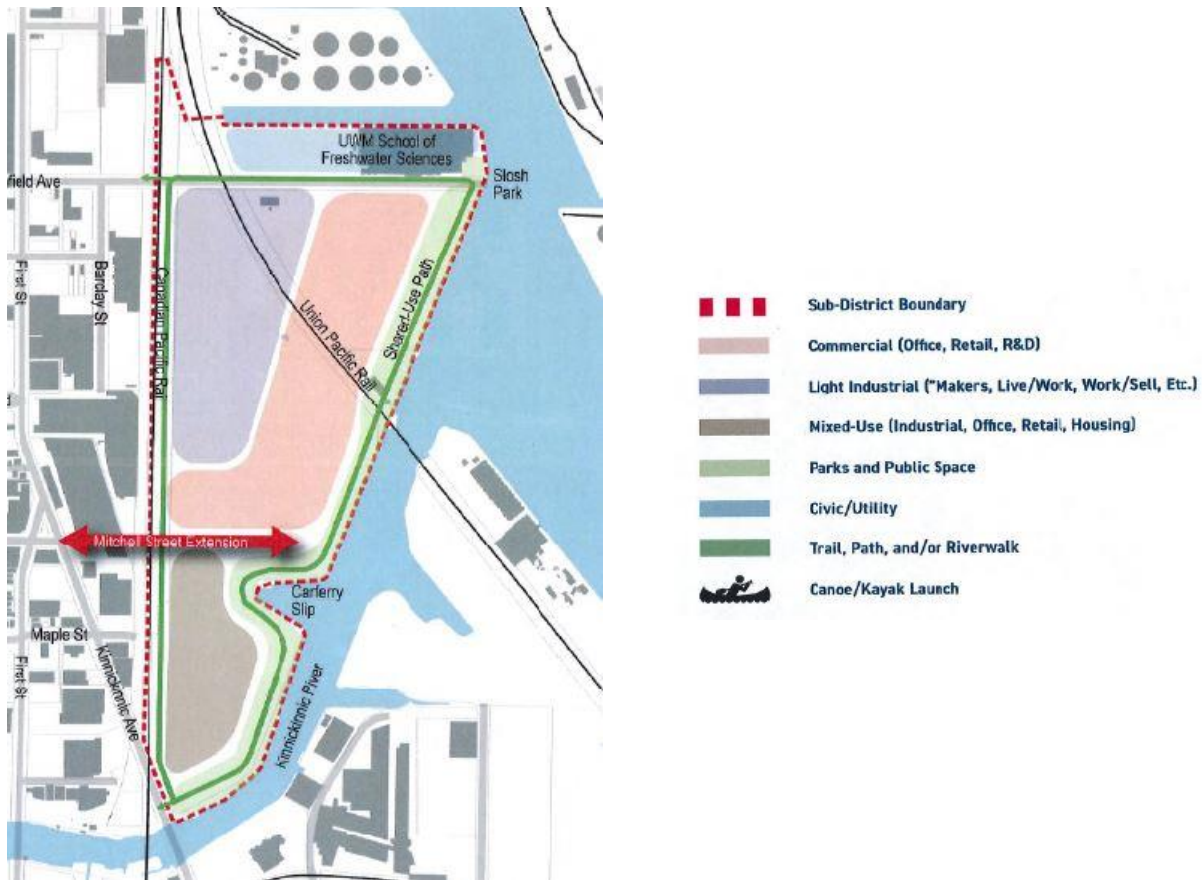 UWM School of
Freshwater Sciences
field Ave
Slosh
Park
First St
Barclay St
Canadian Pacific Rail
Union Pacific Rail
Shared-Use Path
Mitchell Street Extension
Carferry
Slip
Maple St
First St
Kinnickinnic Ave
Kinnickinnic River
Sub-District Boundary
Commercial (Office, Retail, R&D)
Light Industrial ("Makers, Live/Work, Work/Sell, Etc.)
Mixed-Use (Industrial, Office, Retail, Housing)
Parks and Public Space
Civic/Utility
Trail, Path, and/or Riverwalk
Canoe/Kayak Launch